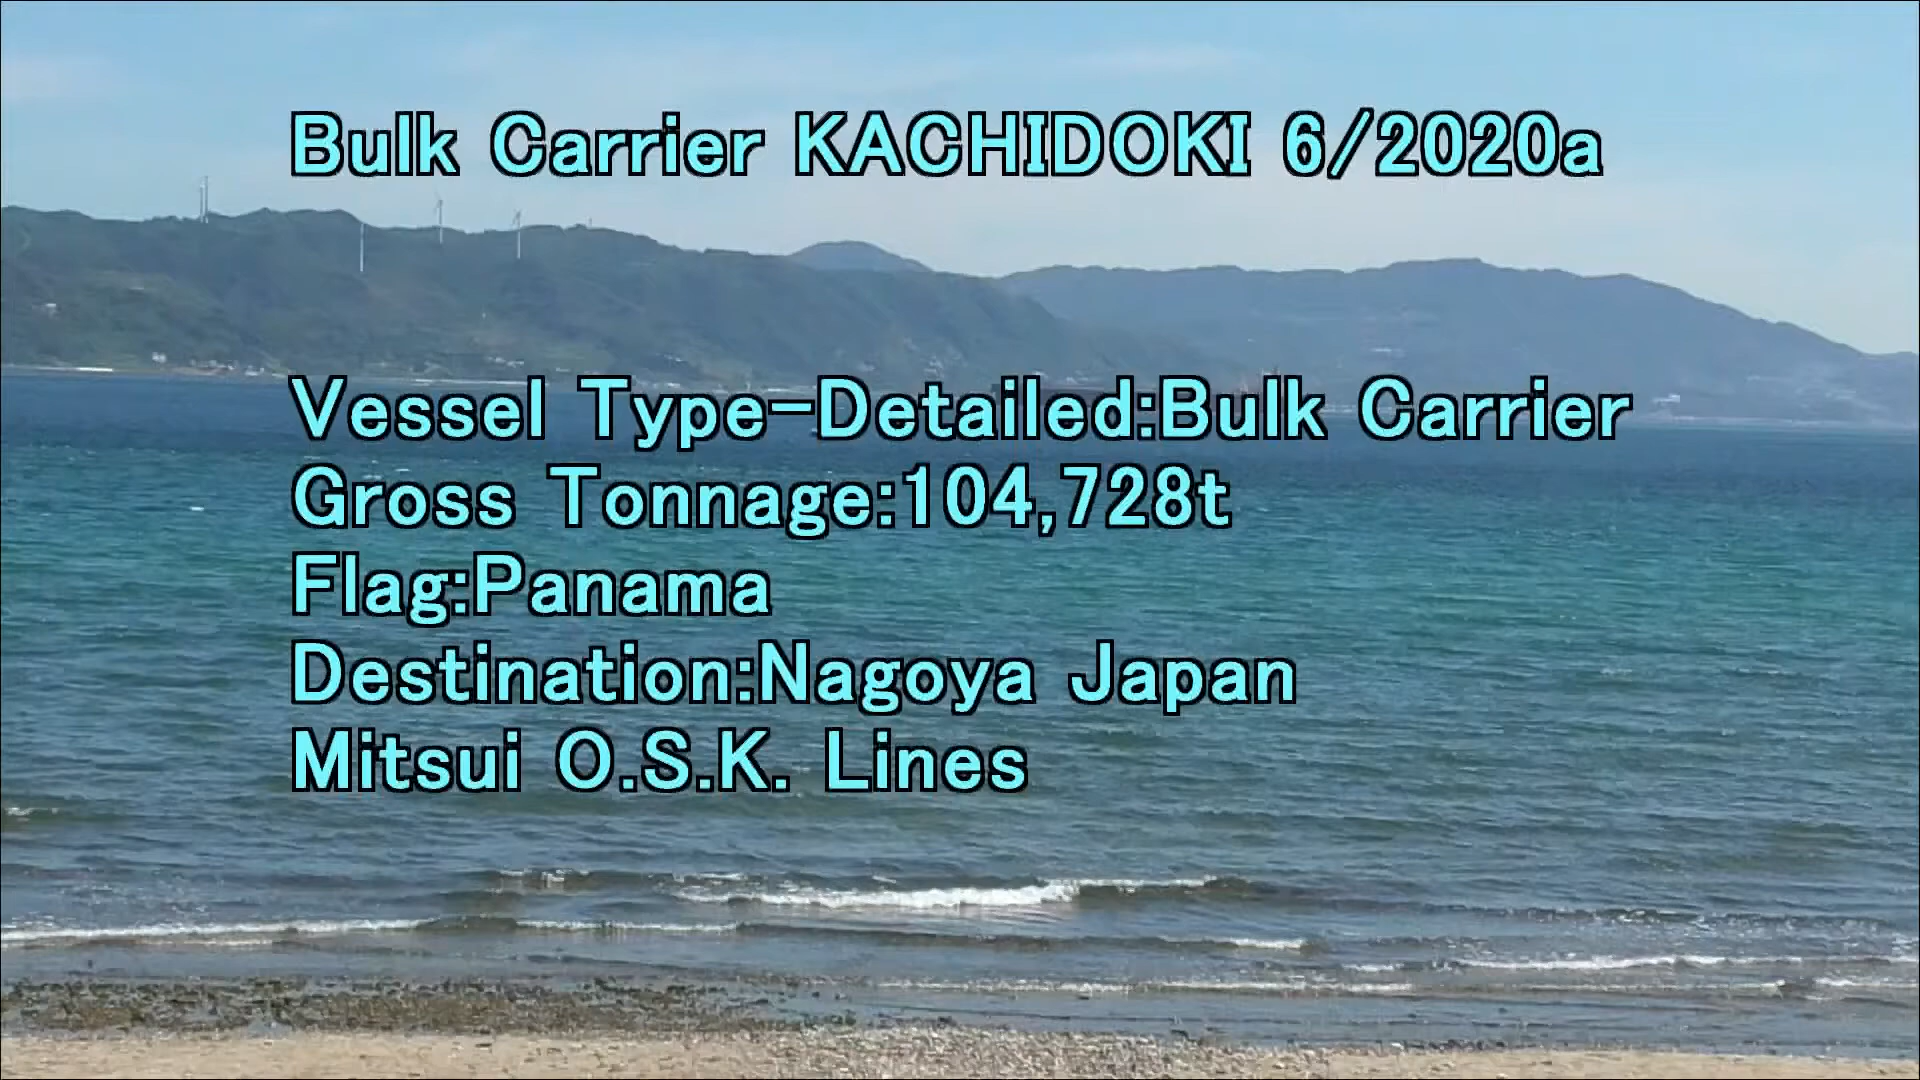 Bulk Carrier KACHIDOKI 6/2020a
Vessel Type-Detailed:Bulk Carrier
Gross Tonnage:104,728t
Flag:Panama
Destination:Nagoya Japan
Mitsui O.S.K. Lines